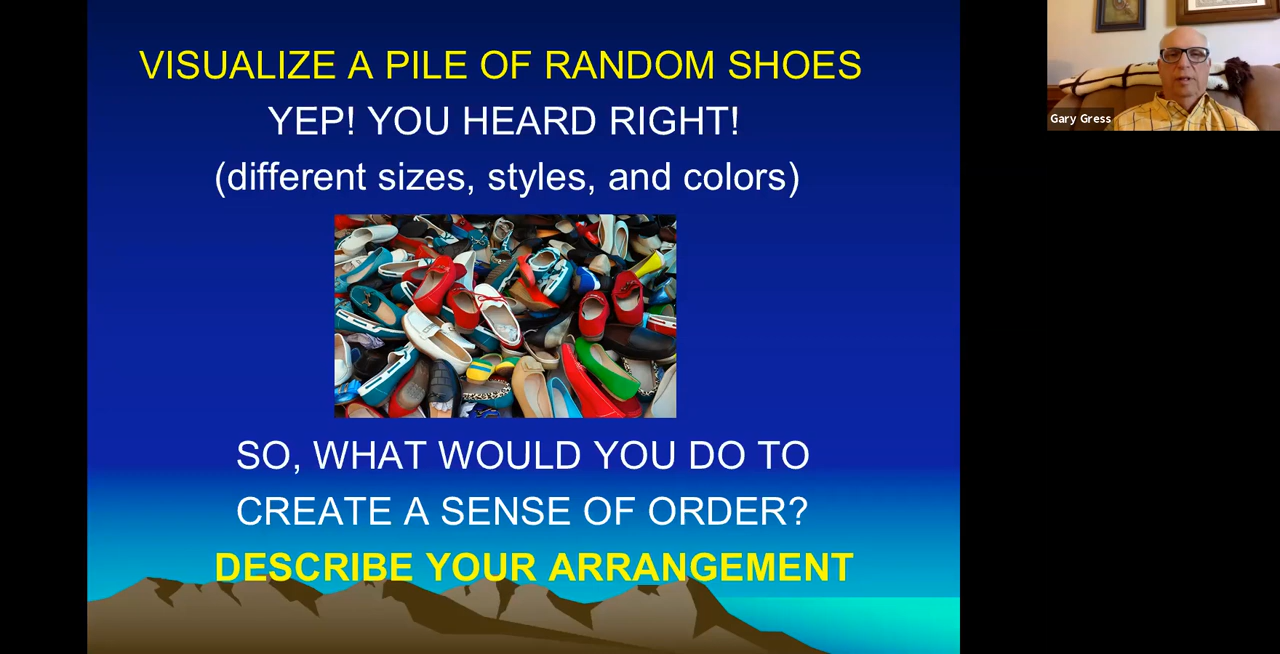 VISUALIZE A PILE OF RANDOM SHOES
YEP! YOU HEARD RIGHT!
(different sizes, styles, and colors)
SO, WHAT WOULD YOU DO TO
CREATE A SENSE OF ORDER?
DESCRIBE YOUR ARRANGEMENT
Gary Gress